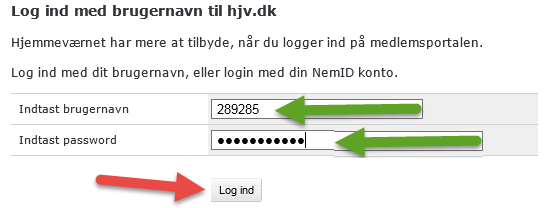 Log ind med brugernavn til hjv.dk
Hjemmeværnet har mere at tilbyde, når du logger ind på medlemsportalen.
Log ind med dit brugernavn, eller login med din NemID konto.
Indtast brugernavn 289285
Indtast password ●●●●●●●●●●●
Log ind